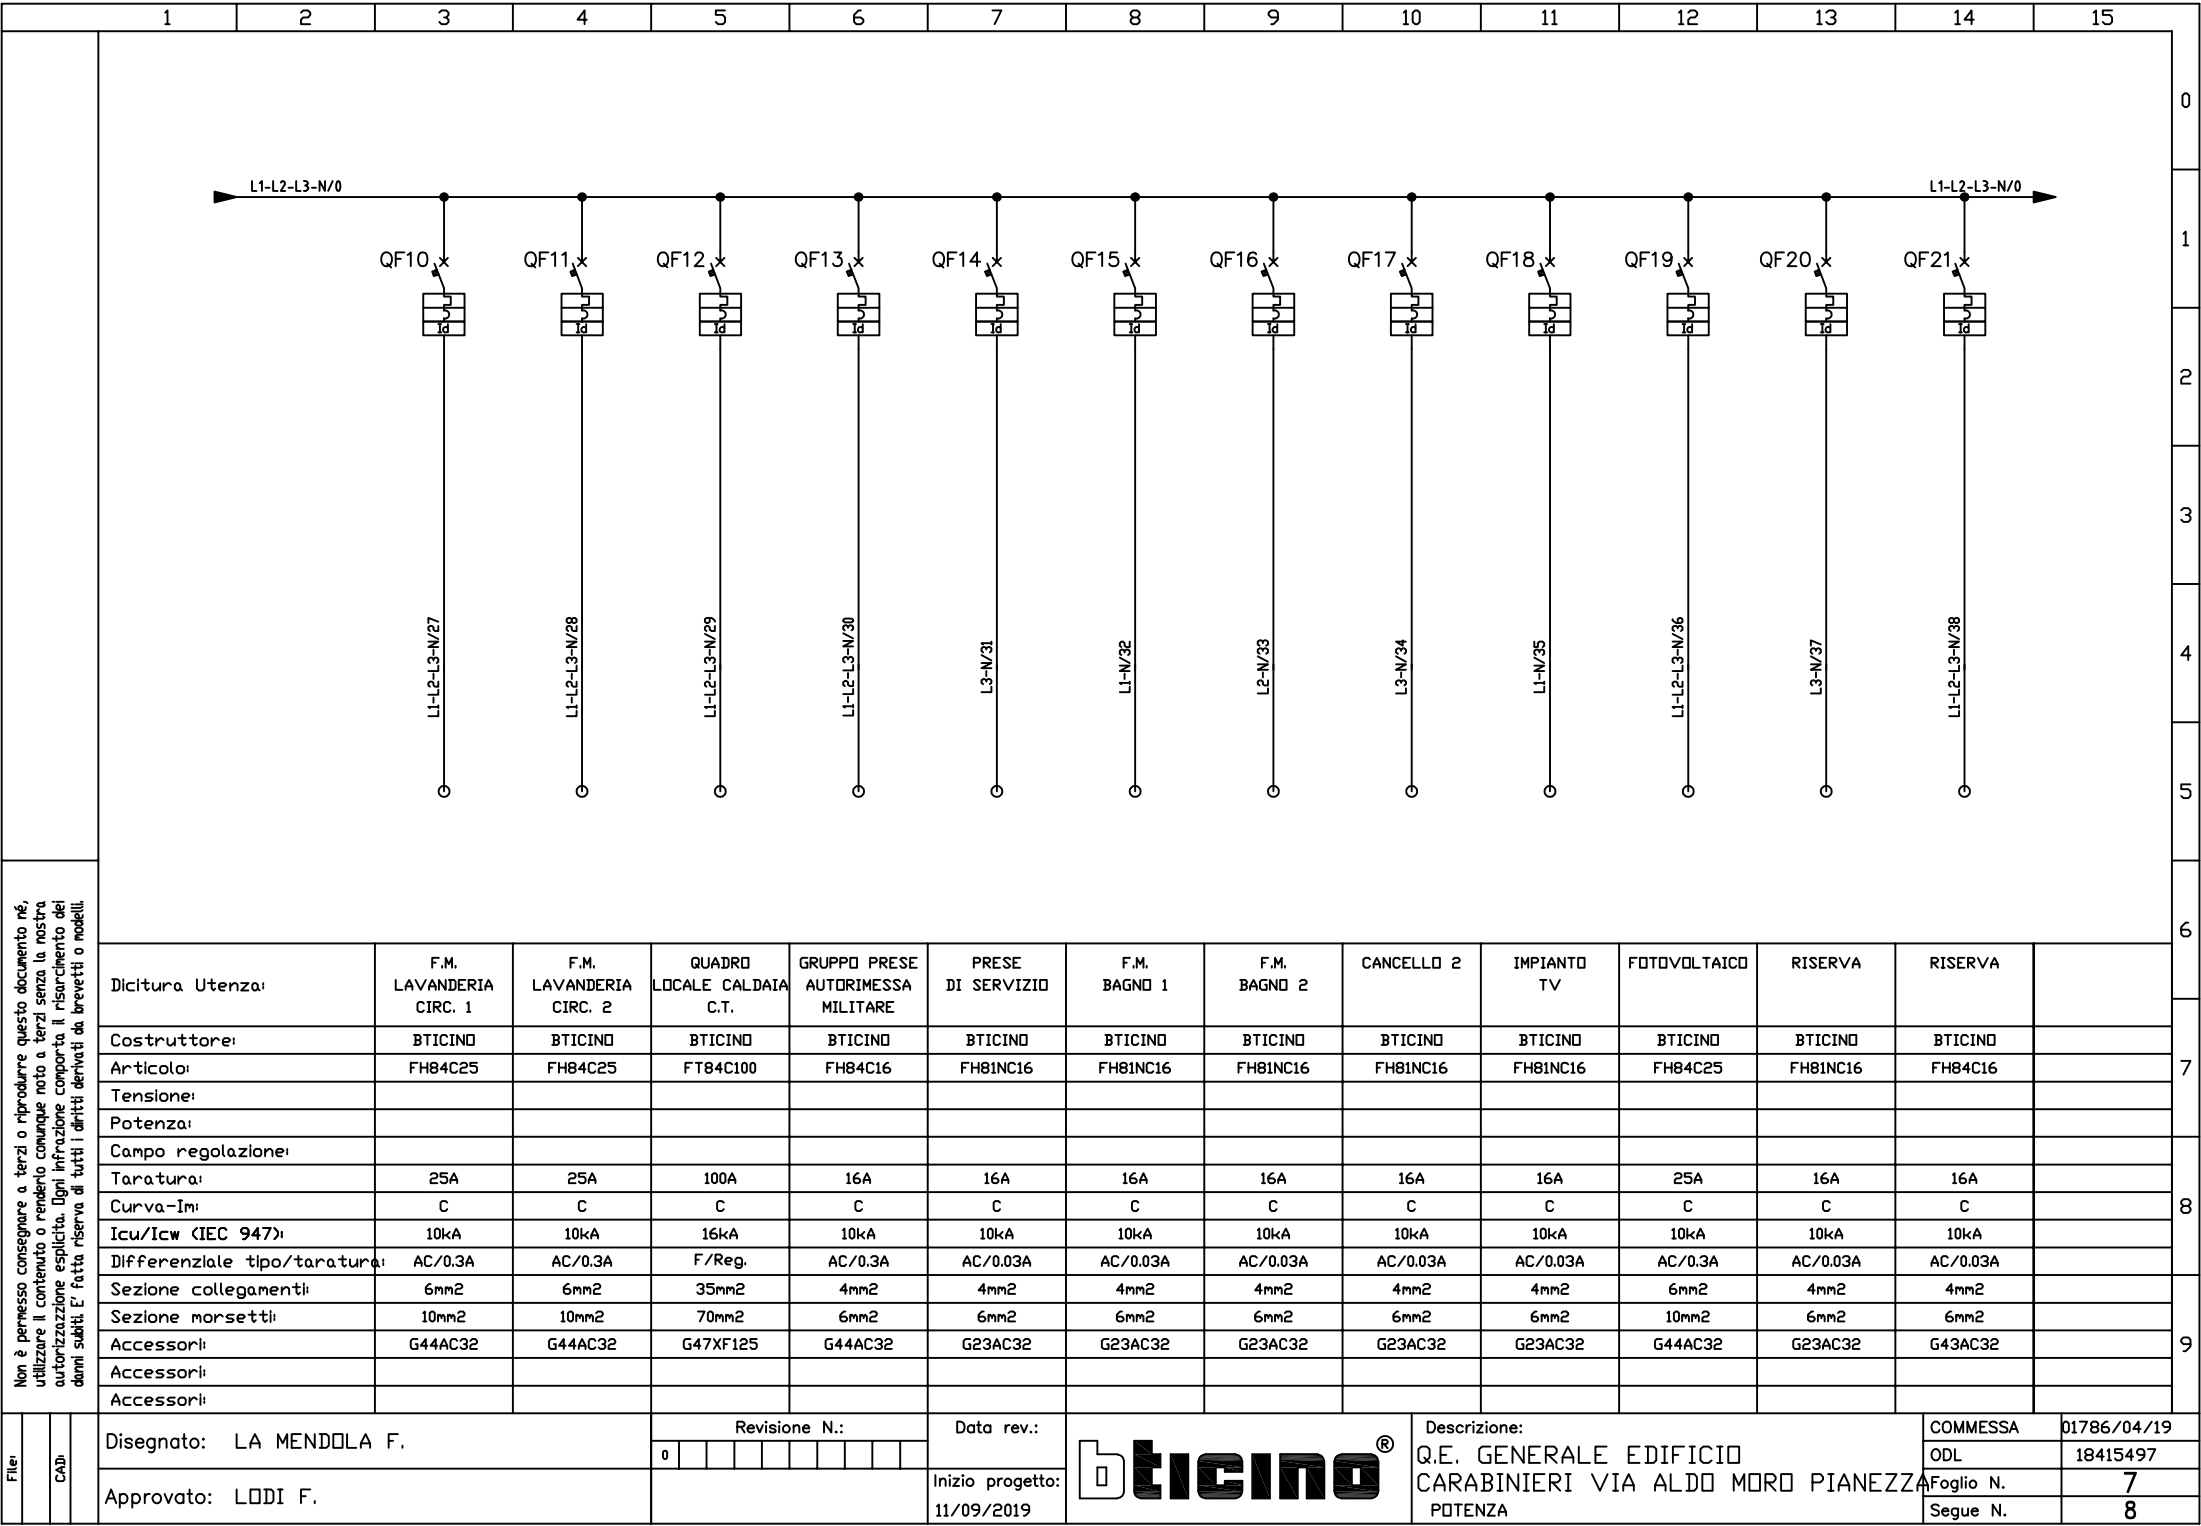 1 2 3 4 5 6 7 8 9 10 11 12 13 14 15
0
L1-L2-L3-N/0 L1-L2-L3-N/0
1
QF10 QF11 QF12 QF13 QF14 QF15 QF16 QF17 QF18 QF19 QF20 QF21
Id Id Id Id Id Id Id Id Id Id Id Id
2
3
L1-L2-L3-N/27 L1-L2-L3-N/28 L1-L2-L3-N/29 L1-L2-L3-N/30 L3-N/31 L1-N/32 L2-N/33 L3-N/34 L1-N/35 L1-L2-L3-N/36 L3-N/37 L1-L2-L3-N/38
4
5
6
Non è permesso consegnare a terzi o riprodurre questo documento né,
utilizzare il contenuto o renderlo comunque noto a terzi senza la nostra
autorizzazzione esplicita. Ogni infrazione comporta il risarcimento dei
danni subiti. E' fatta riserva di tutti i diritti derivati da brevetti o modelli.
Dicitura Utenza:
F.M. LAVANDERIA CIRC. 1
F.M. LAVANDERIA CIRC. 2
QUADRO LOCALE CALDAIA C.T.
GRUPPO PRESE AUTORIMESSA MILITARE
PRESE DI SERVIZIO
F.M. BAGNO 1
F.M. BAGNO 2
CANCELLO 2
IMPIANTO TV
FOTOVOLTAICO
RISERVA
RISERVA
Costruttore: BTICINO BTICINO BTICINO BTICINO BTICINO BTICINO BTICINO BTICINO BTICINO BTICINO BTICINO BTICINO
Articolo: FH84C25 FH84C25 FT84C100 FH84C16 FH81NC16 FH81NC16 FH81NC16 FH81NC16 FH81NC16 FH84C25 FH81NC16 FH84C16
7
Tensione:
Potenza:
Campo regolazione:
Taratura: 25A 25A 100A 16A 16A 16A 16A 16A 16A 25A 16A 16A
Curva-Im: C C C C C C C C C C C C
8
Icu/Icw (IEC 947): 10kA 10kA 16kA 10kA 10kA 10kA 10kA 10kA 10kA 10kA 10kA 10kA
Differenziale tipo/taratura: AC/0.3A AC/0.3A F/Reg. AC/0.3A AC/0.03A AC/0.03A AC/0.03A AC/0.03A AC/0.03A AC/0.3A AC/0.03A AC/0.03A
Sezione collegamenti: 6mm2 6mm2 35mm2 4mm2 4mm2 4mm2 4mm2 4mm2 4mm2 6mm2 4mm2 4mm2
Sezione morsetti: 10mm2 10mm2 70mm2 6mm2 6mm2 6mm2 6mm2 6mm2 6mm2 10mm2 6mm2 6mm2
Accessori: G44AC32 G44AC32 G47XF125 G44AC32 G23AC32 G23AC32 G23AC32 G23AC32 G23AC32 G44AC32 G23AC32 G43AC32
9
Accessori:
Accessori:
File:
CAD:
Disegnato: LA MENDOLA F.
Approvato: LODI F.
Revisione N.:
0
Data rev.:
Inizio progetto:
11/09/2019
bticino®
Descrizione:
Q.E. GENERALE EDIFICIO
CARABINIERI VIA ALDO MORO PIANEZZA
POTENZA
COMMESSA 01786/04/19
ODL 18415497
Foglio N. 7
Segue N. 8